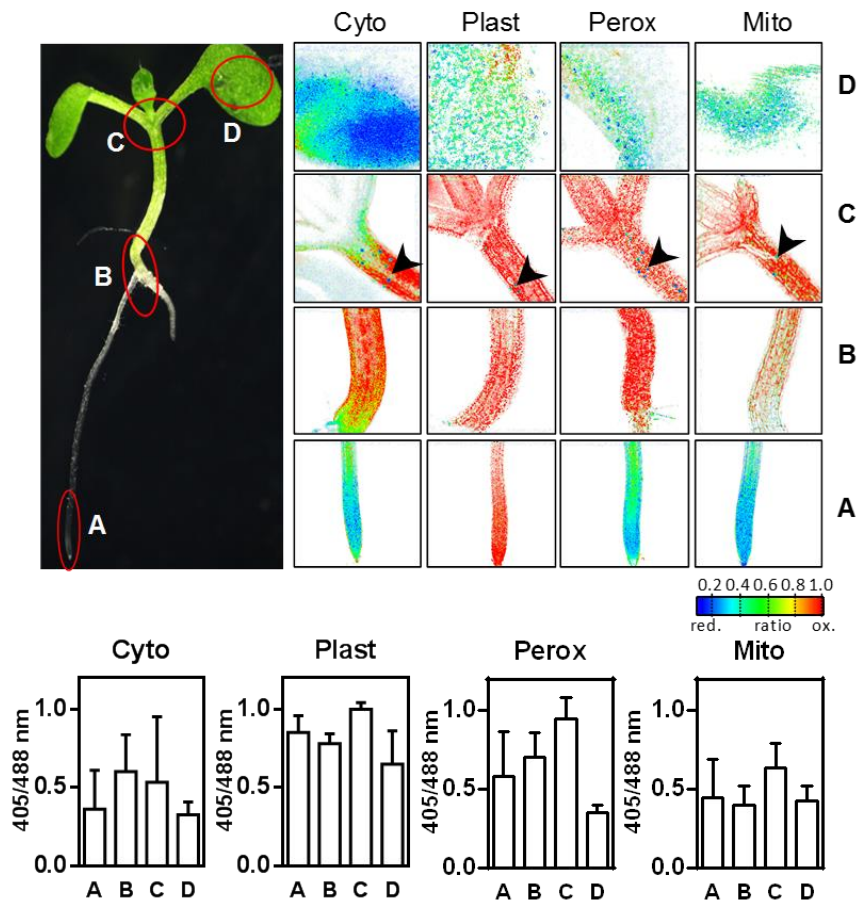 Cyto Plast Perox Mito
D
C
D
C
B
B
A
A
0.2 0.4 0.6 0.8 1.0
red. ratio ox.
Cyto Plast Perox Mito
405/488 nm 405/488 nm 405/488 nm 405/488 nm
1.0 1.0 1.0 1.0
0.5 0.5 0.5 0.5
0.0 0.0 0.0 0.0
A B C D A B C D A B C D A B C D